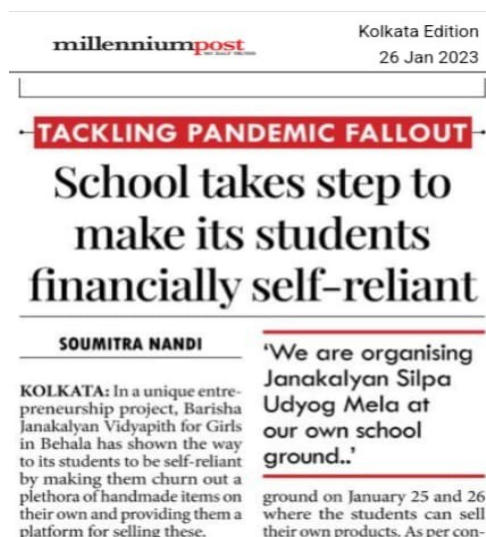 millenniumpost
Kolkata Edition
26 Jan 2023
TACKLING PANDEMIC FALLOUT
School takes step to
make its students
financially self-reliant
SOUMITRA NANDI
KOLKATA: In a unique entre-
preneurship project, Barisha
Janakalyan Vidyapith for Girls
in Behala has shown the way
to its students to be self-reliant
by making them churn out a
plethora of handmade items on
their own and providing them a
platform for selling these.
'We are organising
Janakalyan Silpa
Udyog Mela at
our own school
ground..'
ground on January 25 and 26
where the students can sell
their own products. As per con-